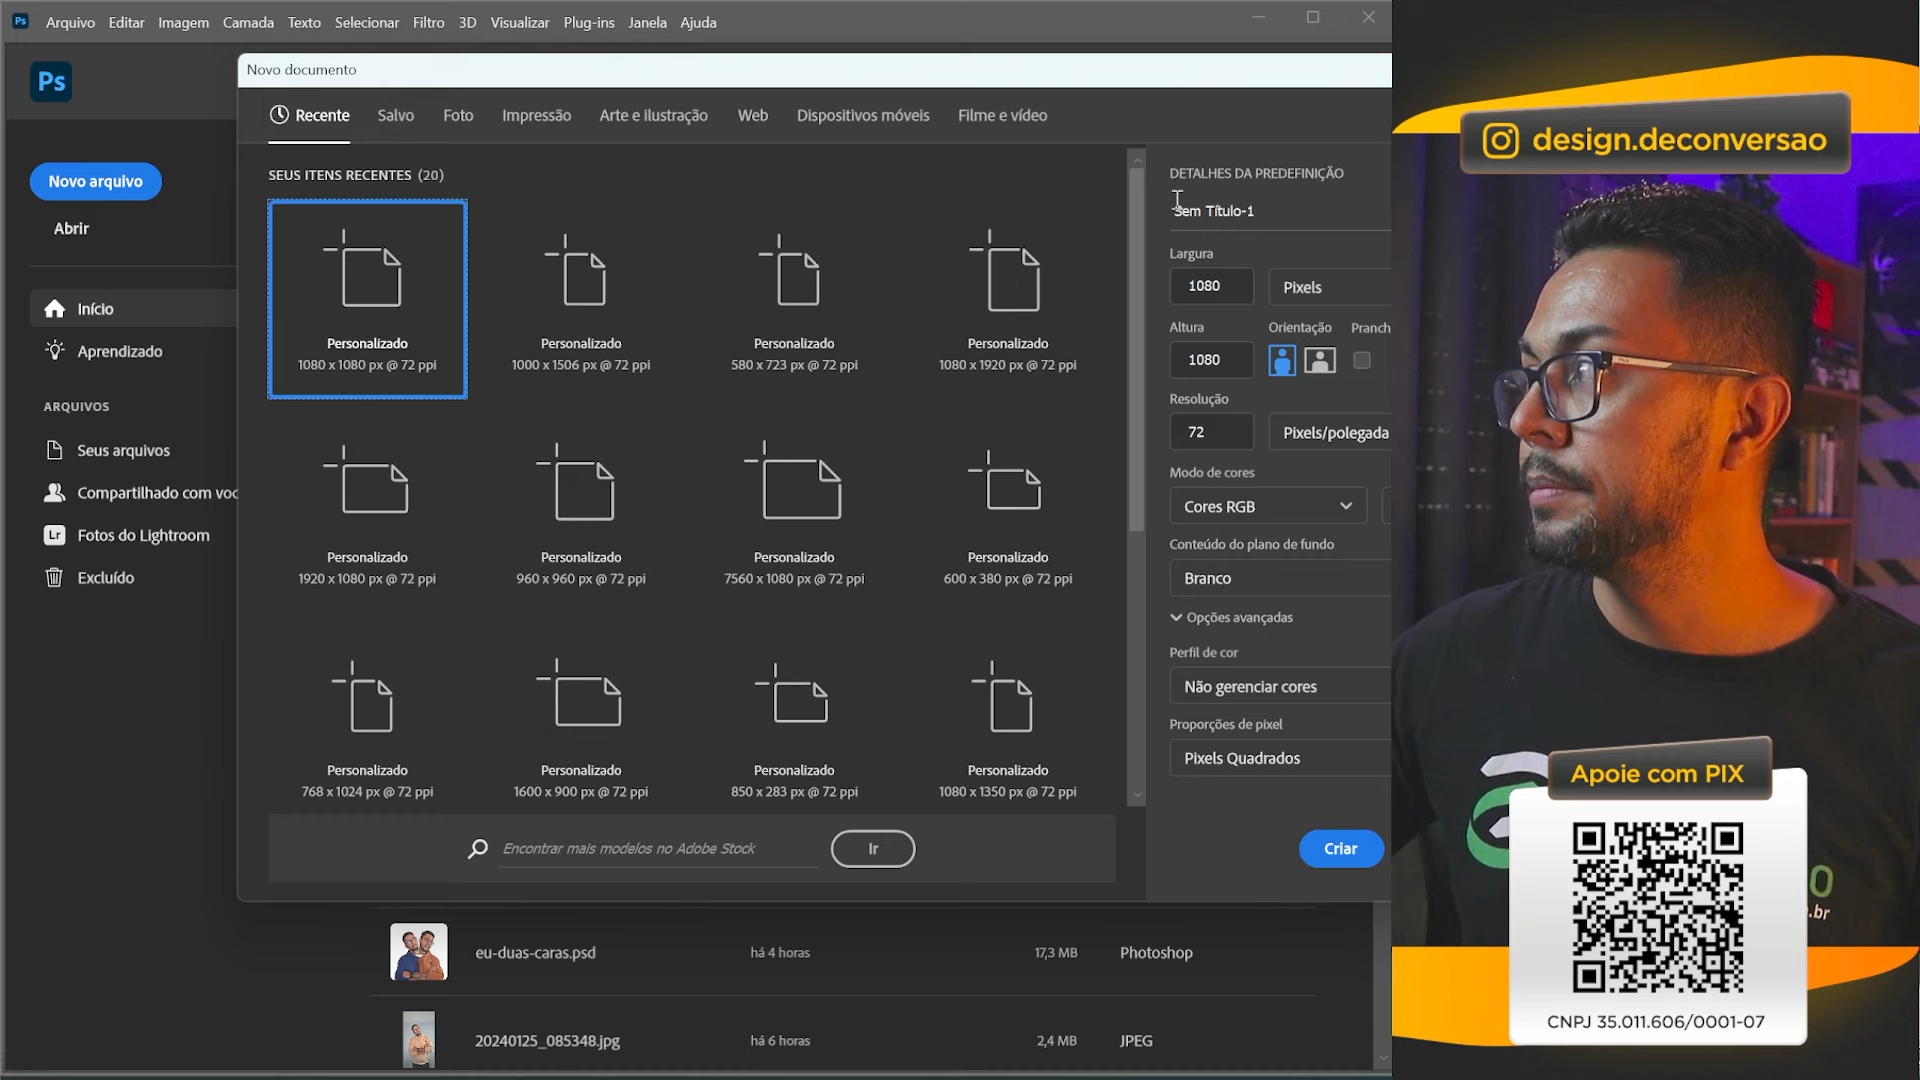 Ps Arquivo Editar Imagem Camada Texto Selecionar Filtro 3D Visualizar Plug-ins Janela Ajuda
Ps
Novo arquivo
Abrir
Início
Aprendizado
ARQUIVOS
Seus arquivos
Compartilhado com voc
Lr Fotos do Lightroom
Excluído
Novo documento
Recente Salvo Foto Impressão Arte e ilustração Web Dispositivos móveis Filme e vídeo
SEUS ITENS RECENTES (20)
Personalizado
1080 x 1080 px @ 72 ppi
Personalizado
1000 x 1506 px @ 72 ppi
Personalizado
580 x 723 px @ 72 ppi
Personalizado
1080 x 1920 px @ 72 ppi
Personalizado
1920 x 1080 px @ 72 ppi
Personalizado
960 x 960 px @ 72 ppi
Personalizado
7560 x 1080 px @ 72 ppi
Personalizado
600 x 380 px @ 72 ppi
Personalizado
768 x 1024 px @ 72 ppi
Personalizado
1600 x 900 px @ 72 ppi
Personalizado
850 x 283 px @ 72 ppi
Personalizado
1080 x 1350 px @ 72 ppi
Encontrar mais modelos no Adobe Stock
Ir
DETALHES DA PREDEFINIÇÃO
Sem Título-1
Largura
1080 Pixels
Altura Orientação Pranch
1080
Resolução
72 Pixels/polegada
Modo de cores
Cores RGB
Conteúdo do plano de fundo
Branco
Opções avançadas
Perfil de cor
Não gerenciar cores
Proporções de pixel
Pixels Quadrados
Criar
eu-duas-caras.psd há 4 horas 17,3 MB Photoshop
20240125_085348.jpg há 6 horas 2,4 MB JPEG
design.deconversao
Apoie com PIX
CNPJ 35.011.606/0001-07
.br